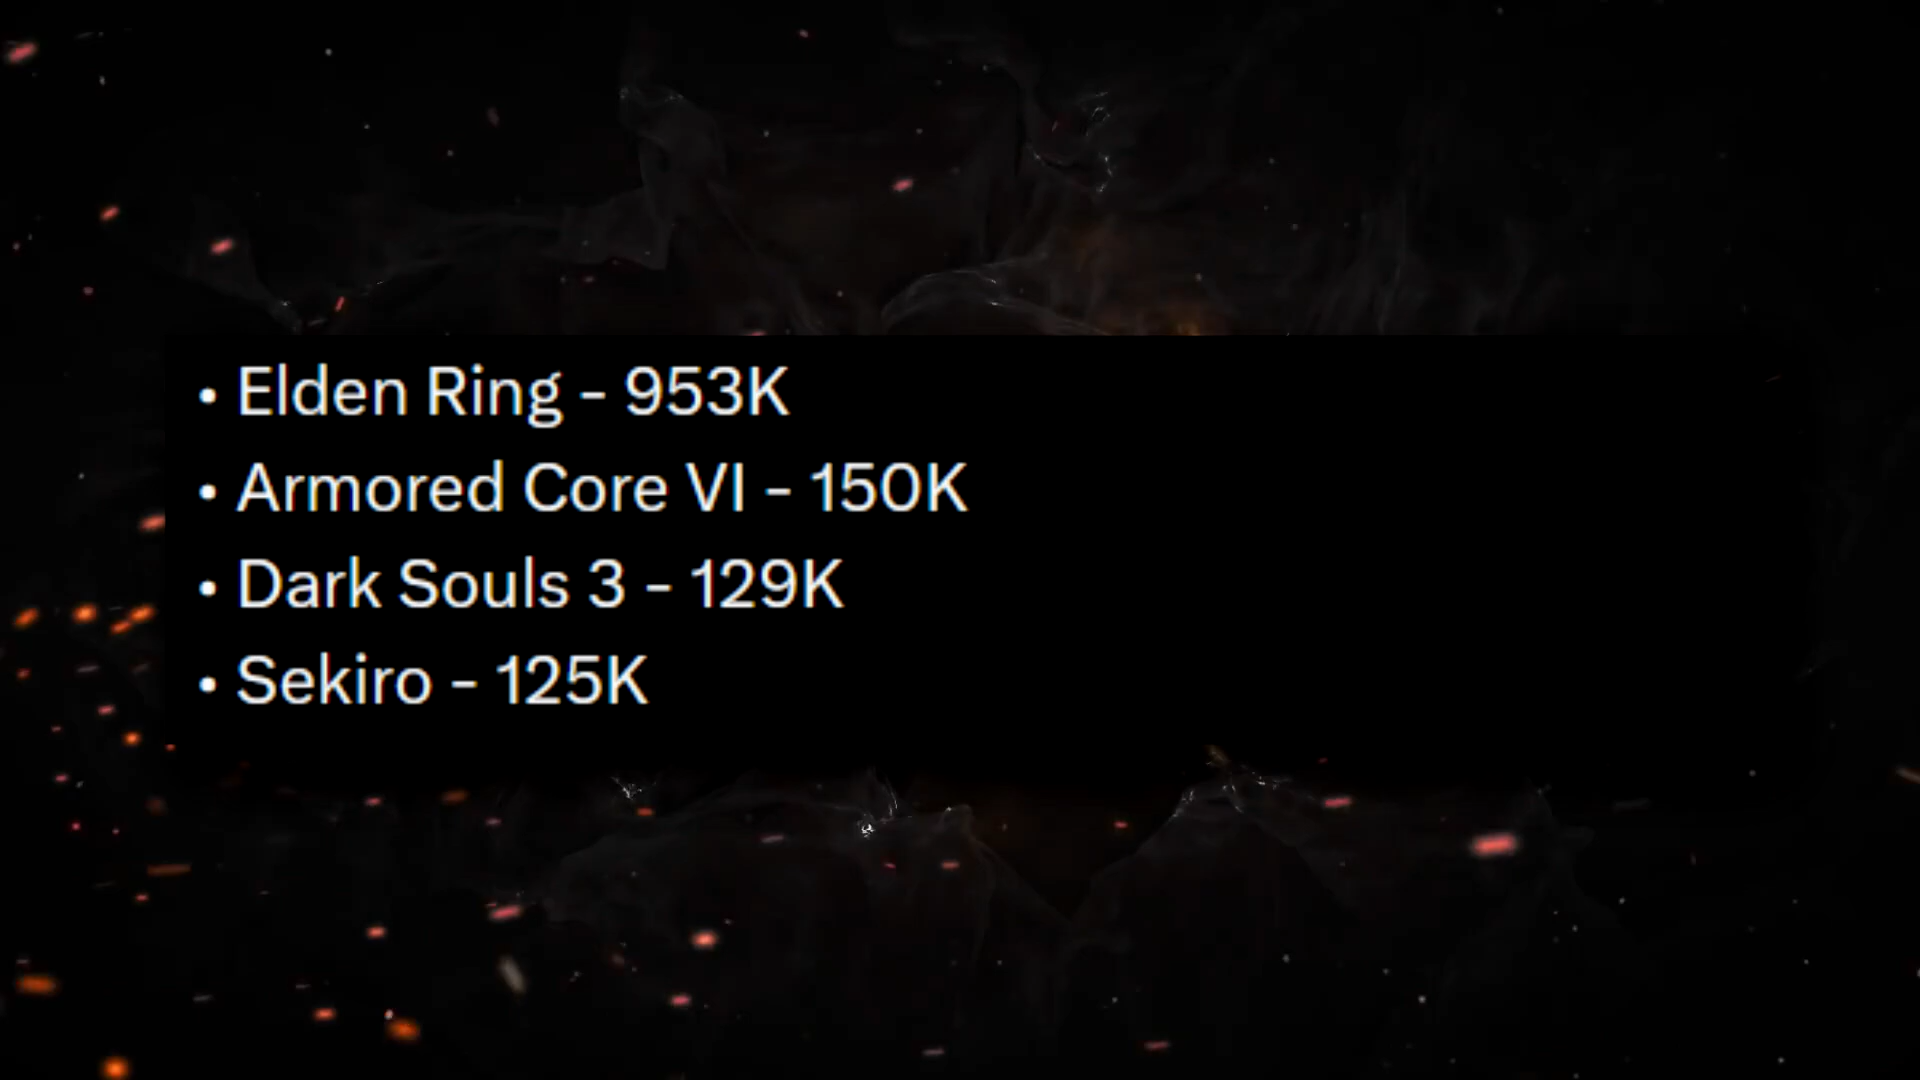 • Elden Ring - 953K
• Armored Core VI - 150K
• Dark Souls 3 - 129K
• Sekiro - 125K